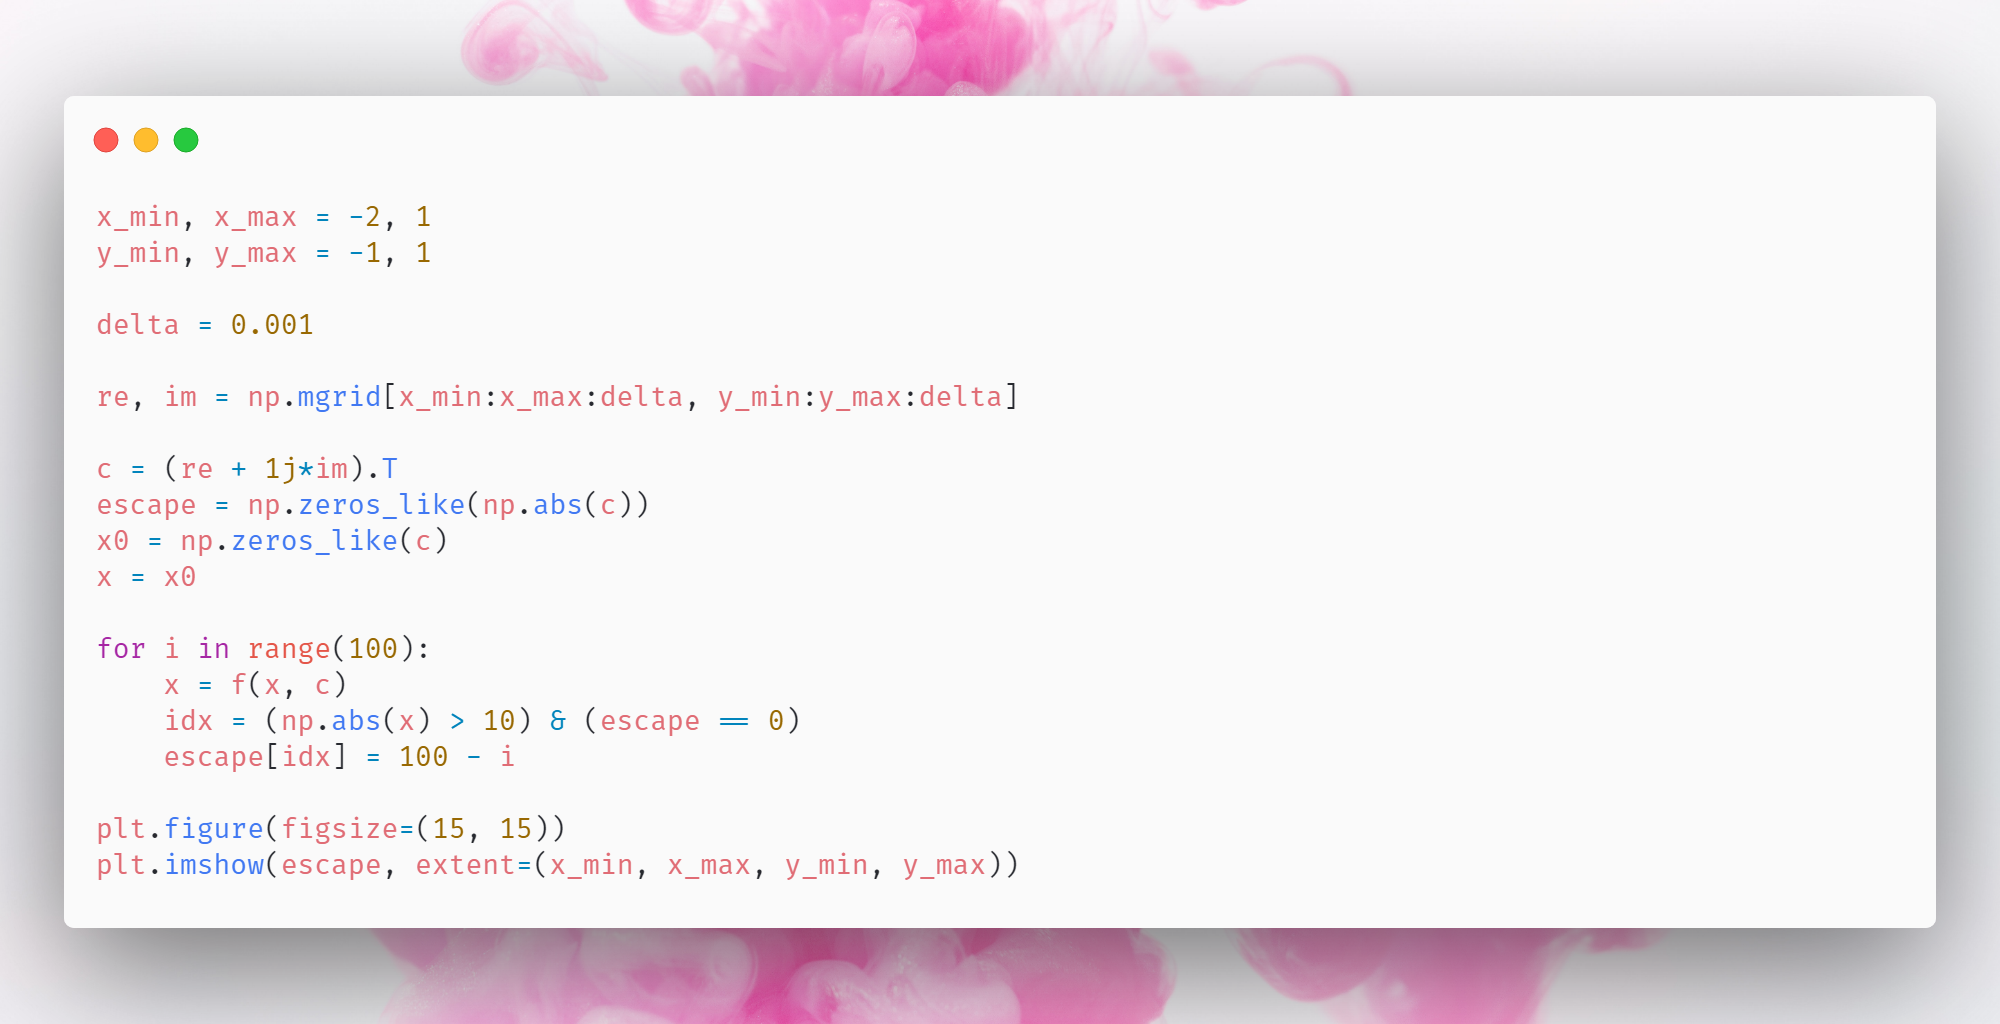 x_min, x_max = -2, 1
y_min, y_max = -1, 1
delta = 0.001
re, im = np.mgrid[x_min:x_max:delta, y_min:y_max:delta]
c = (re + 1j*im).T
escape = np.zeros_like(np.abs(c))
x0 = np.zeros_like(c)
x = x0
for i in range(100):
    x = f(x, c)
    idx = (np.abs(x) > 10) & (escape == 0)
    escape[idx] = 100 - i
plt.figure(figsize=(15, 15))
plt.imshow(escape, extent=(x_min, x_max, y_min, y_max))